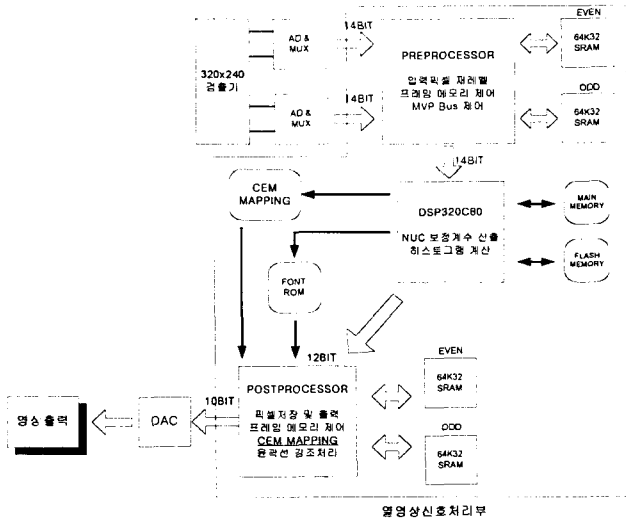 14BIT
EVEN
AD &
MUX
64K32
SRAM
PREPROCESSOR
320x240
검출기
입력픽셀 재레벨
프레임 메모리 제어
MVP Bus 제어
14BIT
ODD
AD &
MUX
64K32
SRAM
14BIT
CEM
MAPPING
DSP320C80
MAIN
MEMORY
NUC 보정계수 산출
히스토그램 계산
FLASH
MEMORY
FONT
ROM
EVEN
12BIT
64K32
SRAM
10BIT
POSTPROCESSOR
영상출력
DAC
픽셀저장 및 출력
프레임 메모리 제어
CEM MAPPING
윤곽선 강조처리
ODD
64K32
SRAM
열영상신호처리부